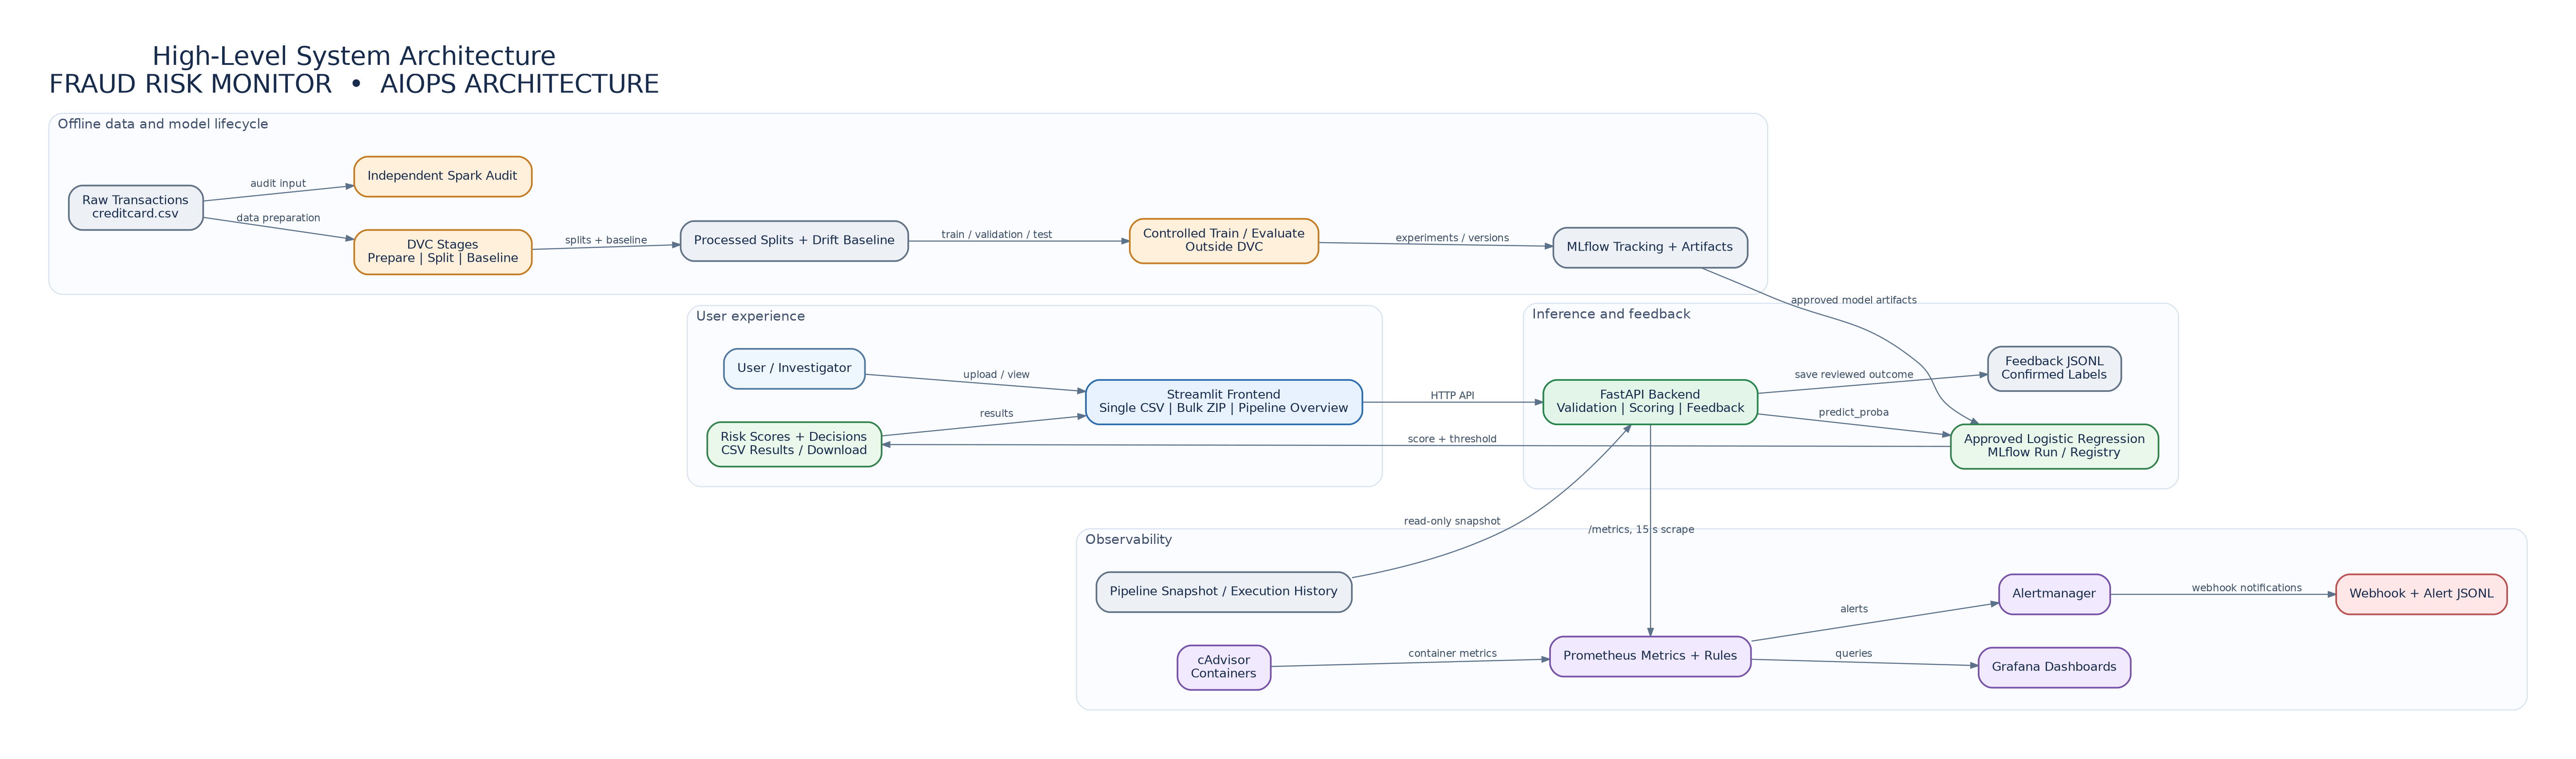 High-Level System Architecture
FRAUD RISK MONITOR • AIOPS ARCHITECTURE
Offline data and model lifecycle
Raw Transactions
creditcard.csv
audit input
data preparation
Independent Spark Audit
DVC Stages
Prepare | Split | Baseline
splits + baseline
Processed Splits + Drift Baseline
train / validation / test
Controlled Train / Evaluate
Outside DVC
experiments / versions
MLflow Tracking + Artifacts
approved model artifacts
User experience
User / Investigator
upload / view
Risk Scores + Decisions
CSV Results / Download
results
Streamlit Frontend
Single CSV | Bulk ZIP | Pipeline Overview
HTTP API
score + threshold
Inference and feedback
FastAPI Backend
Validation | Scoring | Feedback
save reviewed outcome
predict_proba
Feedback JSONL
Confirmed Labels
Approved Logistic Regression
MLflow Run / Registry
read-only snapshot
/metrics, 15 s scrape
Observability
Pipeline Snapshot / Execution History
cAdvisor
Containers
container metrics
Prometheus Metrics + Rules
alerts
queries
Alertmanager
Grafana Dashboards
webhook notifications
Webhook + Alert JSONL